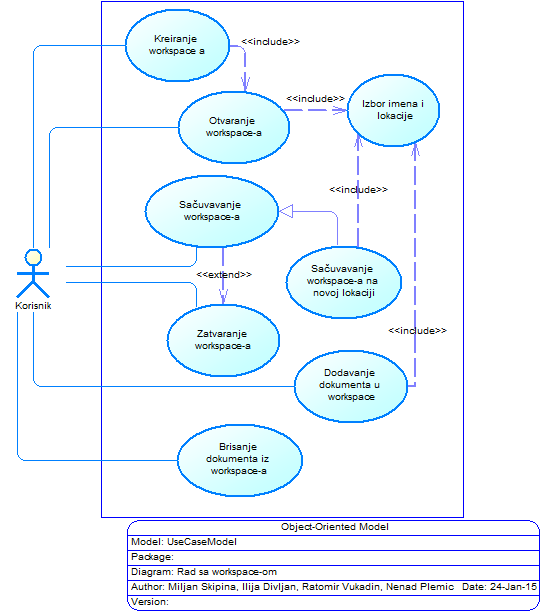 Kreiranje
workspace a
<<include>>
<<include>>
Izbor imena i
lokacije
Otvaranje
workspace-a
<<include>>
Sačuvavanje
workspace-a
<<extend>>
Sačuvavanje
workspace-a na
novoj lokaciji
Korisnik
Zatvaranje
workspace-a
<<include>>
Dodavanje
dokumenta u
workspace
Brisanje
dokumenta iz
workspace-a
Object-Oriented Model
Model: UseCaseModel
Package:
Diagram: Rad sa workspace-om
Author: Miljan Skipina, Ilija Divljan, Ratomir Vukadin, Nenad Plemic Date: 24-Jan-15
Version: